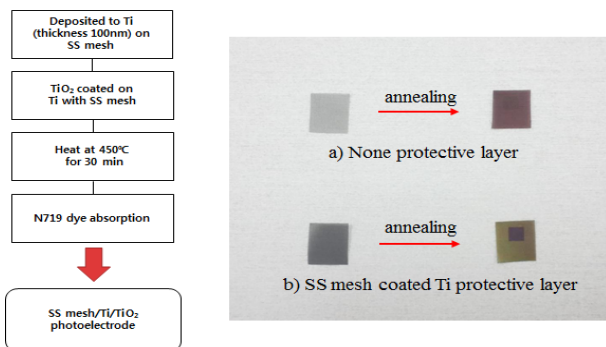 Deposited to Ti
(thickness 100nm) on
SS mesh
TiO₂ coated on
Ti with SS mesh
Heat at 450℃
for 30 min
N719 dye absorption
SS mesh/Ti/TiO₂
photoelectrode
annealing
a) None protective layer
annealing
b) SS mesh coated Ti protective layer